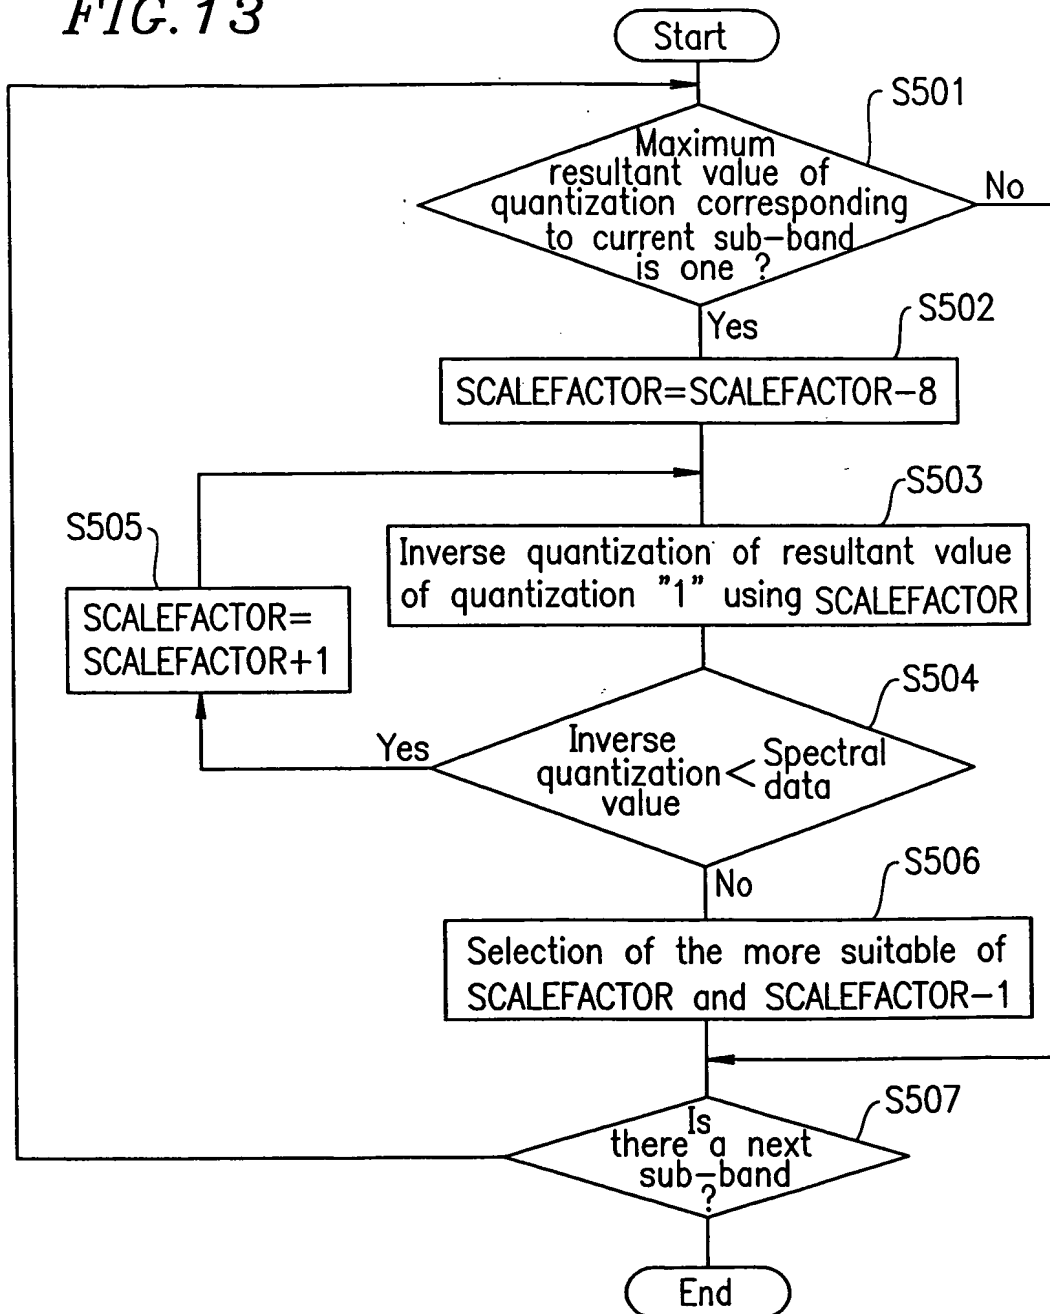 FIG. 13
Start
S501
Maximum
resultant value of
quantization corresponding
to current sub-band
is one ?
No
Yes
S502
SCALEFACTOR=SCALEFACTOR-8
S503
Inverse quantization of resultant value
of quantization "1" using SCALEFACTOR
S505
SCALEFACTOR=
SCALEFACTOR+1
S504
Inverse
quantization
value
<
Spectral
data
Yes
No
S506
Selection of the more suitable of
SCALEFACTOR and SCALEFACTOR-1
S507
Is
there a next
sub-band
?
End